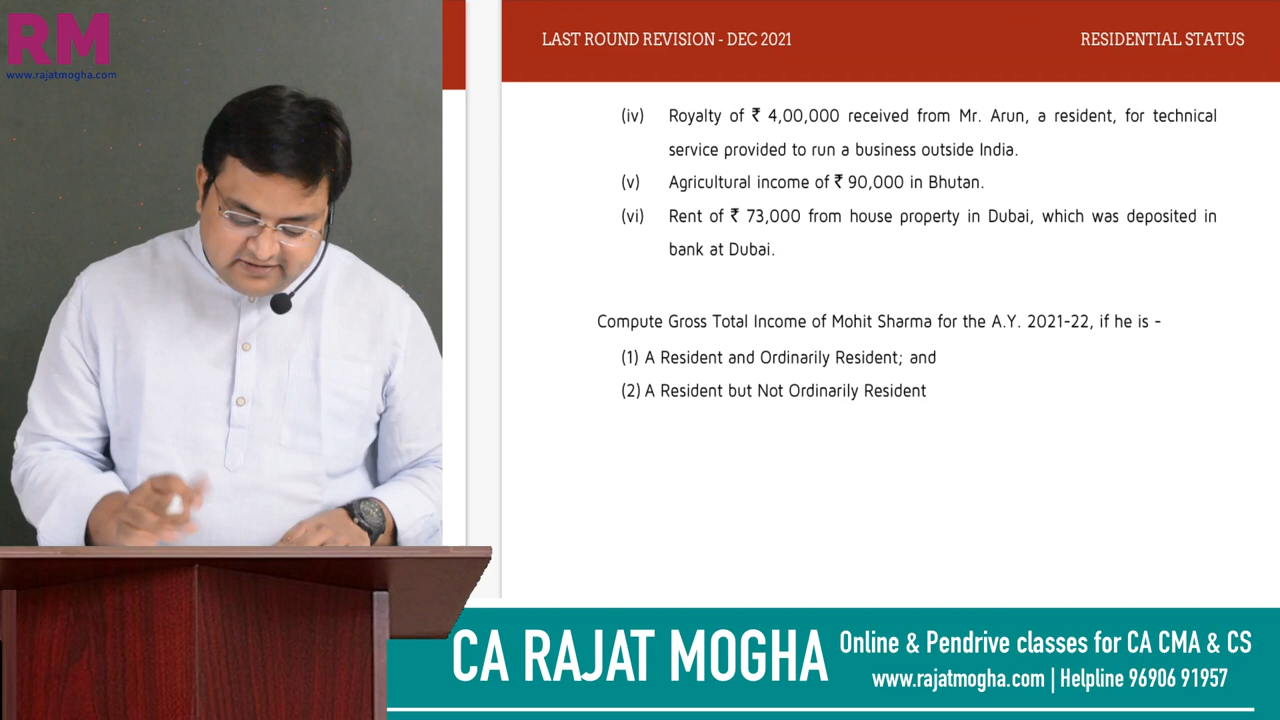 RM
www.rajatmogha.com
LAST ROUND REVISION - DEC 2021
RESIDENTIAL STATUS
(iv) Royalty of ₹ 4,00,000 received from Mr. Arun, a resident, for technical
service provided to run a business outside India.
(v) Agricultural income of ₹ 90,000 in Bhutan.
(vi) Rent of ₹ 73,000 from house property in Dubai, which was deposited in
bank at Dubai.
Compute Gross Total Income of Mohit Sharma for the A.Y. 2021-22, if he is -
(1) A Resident and Ordinarily Resident; and
(2) A Resident but Not Ordinarily Resident
CA RAJAT MOGHA
Online & Pendrive classes for CA CMA & CS
www.rajatmogha.com | Helpline 96906 91957